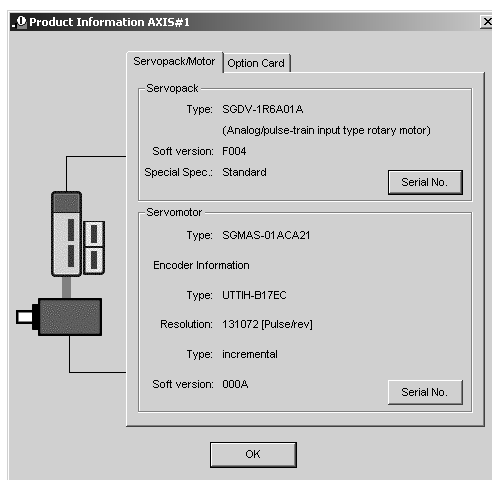 Product Information AXIS#1
Servopack/Motor Option Card
Servopack
Type: SGDV-1R6A01A
(Analog/pulse-train input type rotary motor)
Soft version: F004
Special Spec.: Standard
Serial No.
Servomotor
Type: SGMAS-01ACA21
Encoder Information
Type: UTTIH-B17EC
Resolution: 131072 [Pulse/rev]
Type: incremental
Soft version: 000A
Serial No.
OK